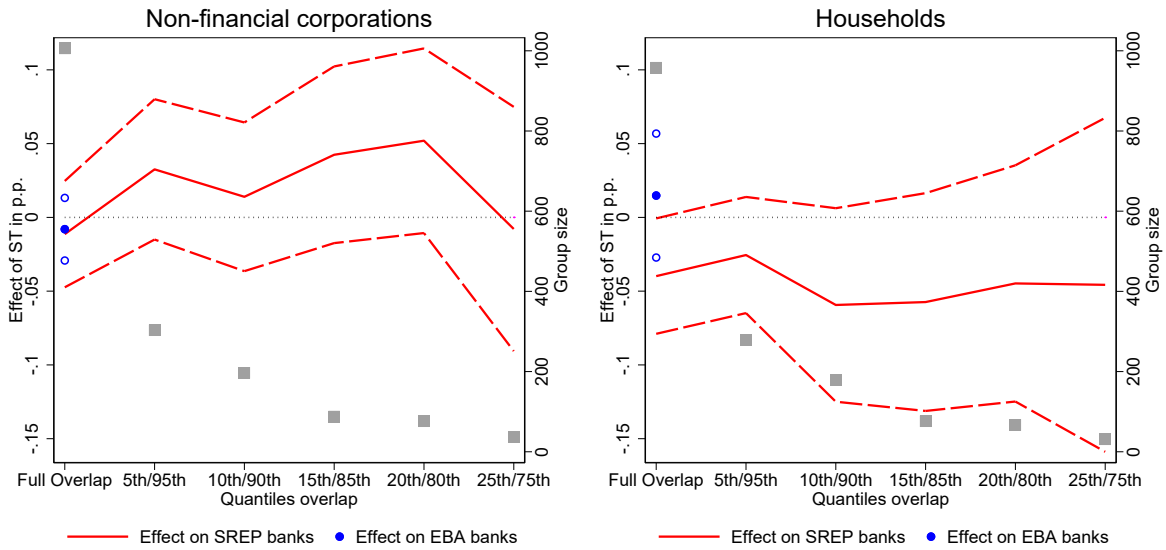 Non-financial corporations
Effect of ST in p.p.
.1
.05
0
-.05
-.1
-.15
1000
800
600
400
200
0
Group size
Full Overlap 5th/95th 10th/90th 15th/85th 20th/80th 25th/75th
Quantiles overlap
Effect on SREP banks Effect on EBA banks
Households
Effect of ST in p.p.
.1
.05
0
-.05
-.1
-.15
1000
800
600
400
200
0
Group size
Full Overlap 5th/95th 10th/90th 15th/85th 20th/80th 25th/75th
Quantiles overlap
Effect on SREP banks Effect on EBA banks